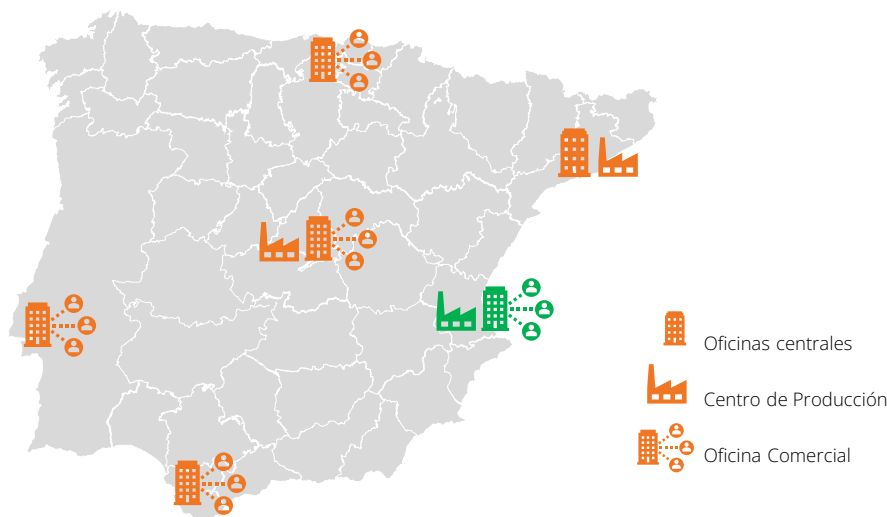 Oficinas centrales
Centro de Producción
Oficina Comercial